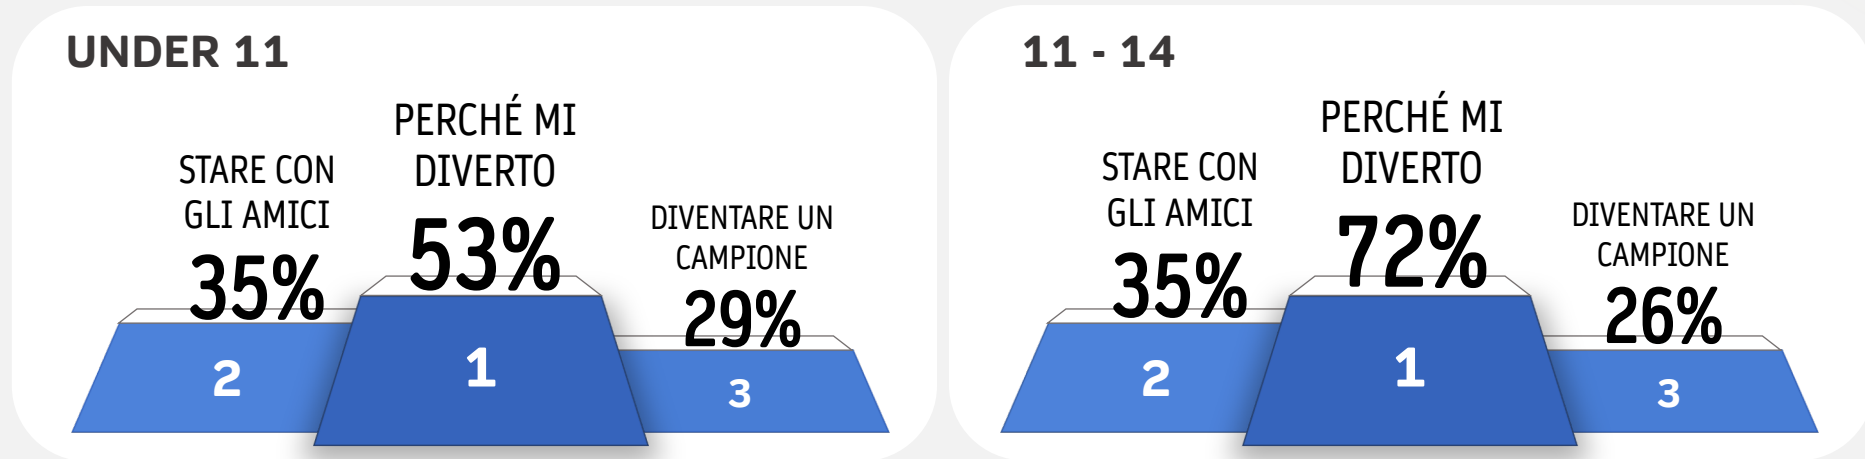 UNDER 11
PERCHÉ MI
DIVERTO
53%
STARE CON
GLI AMICI
35%
DIVENTARE UN
CAMPIONE
29%
2
1
3
11 - 14
PERCHÉ MI
DIVERTO
72%
STARE CON
GLI AMICI
35%
DIVENTARE UN
CAMPIONE
26%
2
1
3